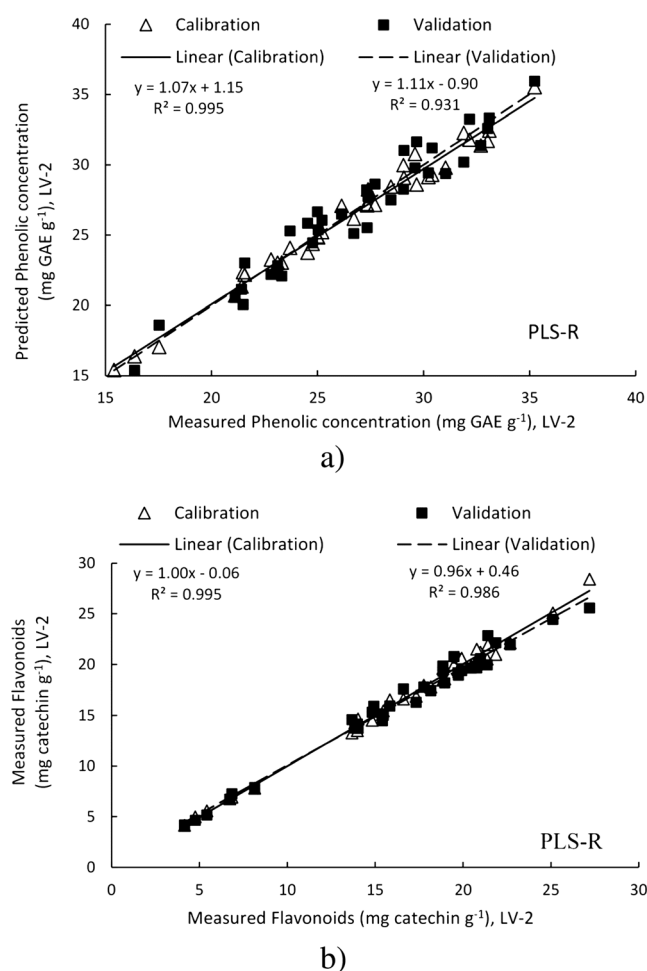 Calibration
Validation
Linear (Calibration)
Linear (Validation)
y = 1.07x + 1.15
R² = 0.995
y = 1.11x - 0.90
R² = 0.931
40
35
30
25
20
15
Predicted Phenolic concentration
(mg GAE g⁻¹), LV-2
PLS-R
15 20 25 30 35 40
Measured Phenolic concentration (mg GAE g⁻¹), LV-2
a)
Calibration
Validation
Linear (Calibration)
Linear (Validation)
y = 1.00x - 0.06
R² = 0.995
y = 0.96x + 0.46
R² = 0.986
30
25
20
15
10
5
0
Measured Flavonoids
(mg catechin g⁻¹), LV-2
PLS-R
0 5 10 15 20 25 30
Measured Flavonoids (mg catechin g⁻¹), LV-2
b)